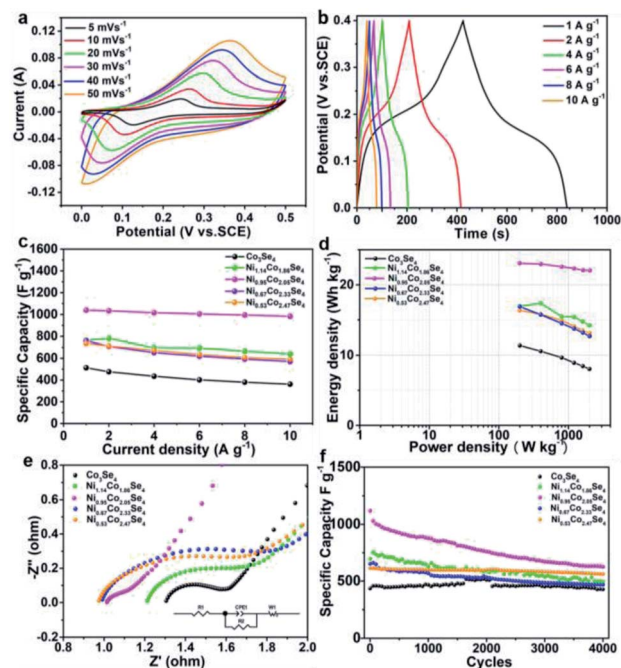 a
5 mVs⁻¹
10 mVs⁻¹
20 mVs⁻¹
30 mVs⁻¹
40 mVs⁻¹
50 mVs⁻¹
0.12
0.08
0.04
0.00
-0.04
-0.08
-0.12
Current (A)
0.0 0.1 0.2 0.3 0.4 0.5
Potential (V vs.SCE)
b
1 A g⁻¹
2 A g⁻¹
4 A g⁻¹
6 A g⁻¹
8 A g⁻¹
10 A g⁻¹
0.4
0.3
0.2
0.1
0.0
Potential (V vs.SCE)
0 200 400 600 800 1000
Time (s)
c
Co₃Se₄
Ni₁.₁₄Co₁.₈₆Se₄
Ni₀.₉₅Co₂.₀₅Se₄
Ni₀.₆₇Co₂.₃₃Se₄
Ni₀.₅₃Co₂.₄₇Se₄
1600
1400
1200
1000
800
600
400
200
0
Specific Capacity (F g⁻¹)
0 2 4 6 8 10
Current density (A g⁻¹)
d
Co₃Se₄
Ni₁.₁₄Co₁.₈₆Se₄
Ni₀.₉₅Co₂.₀₅Se₄
Ni₀.₆₇Co₂.₃₃Se₄
Ni₀.₅₃Co₂.₄₇Se₄
20
10
0
Energy density (Wh kg⁻¹)
1 10 100 1000
Power density ( W kg⁻¹)
e
Co₃Se₄
Ni₁.₁₄Co₁.₈₆Se₄
Ni₀.₉₅Co₂.₀₅Se₄
Ni₀.₆₇Co₂.₃₃Se₄
Ni₀.₅₃Co₂.₄₇Se₄
0.8
0.6
0.4
0.2
0.0
-Z'' (ohm)
R1 CPE1 W1
R2
0.8 1.0 1.2 1.4 1.6 1.8 2.0
Z' (ohm)
f
Co₃Se₄
Ni₁.₁₄Co₁.₈₆Se₄
Ni₀.₉₅Co₂.₀₅Se₄
Ni₀.₆₇Co₂.₃₃Se₄
Ni₀.₅₃Co₂.₄₇Se₄
1500
1000
500
0
Specific Capacity F g⁻¹
0 1000 2000 3000 4000
Cycles